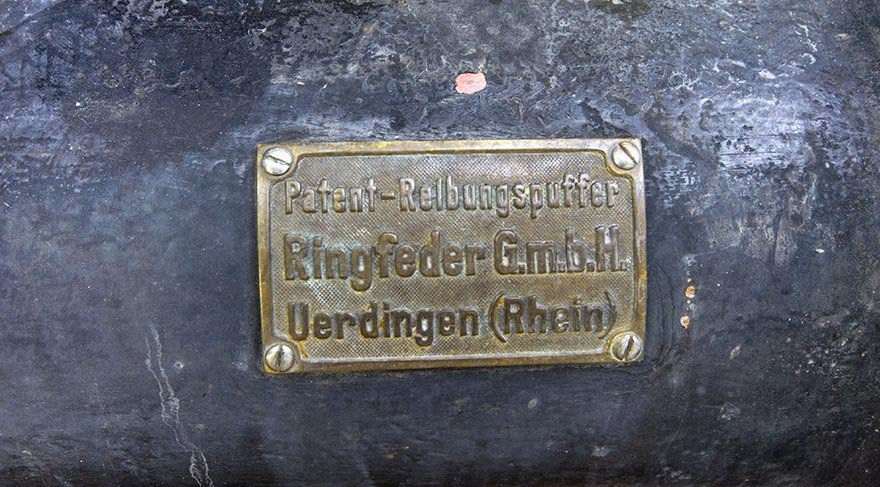 Patent-Reibungspuffer
Ringfeder G.m.b.H.
Uerdingen (Rhein)